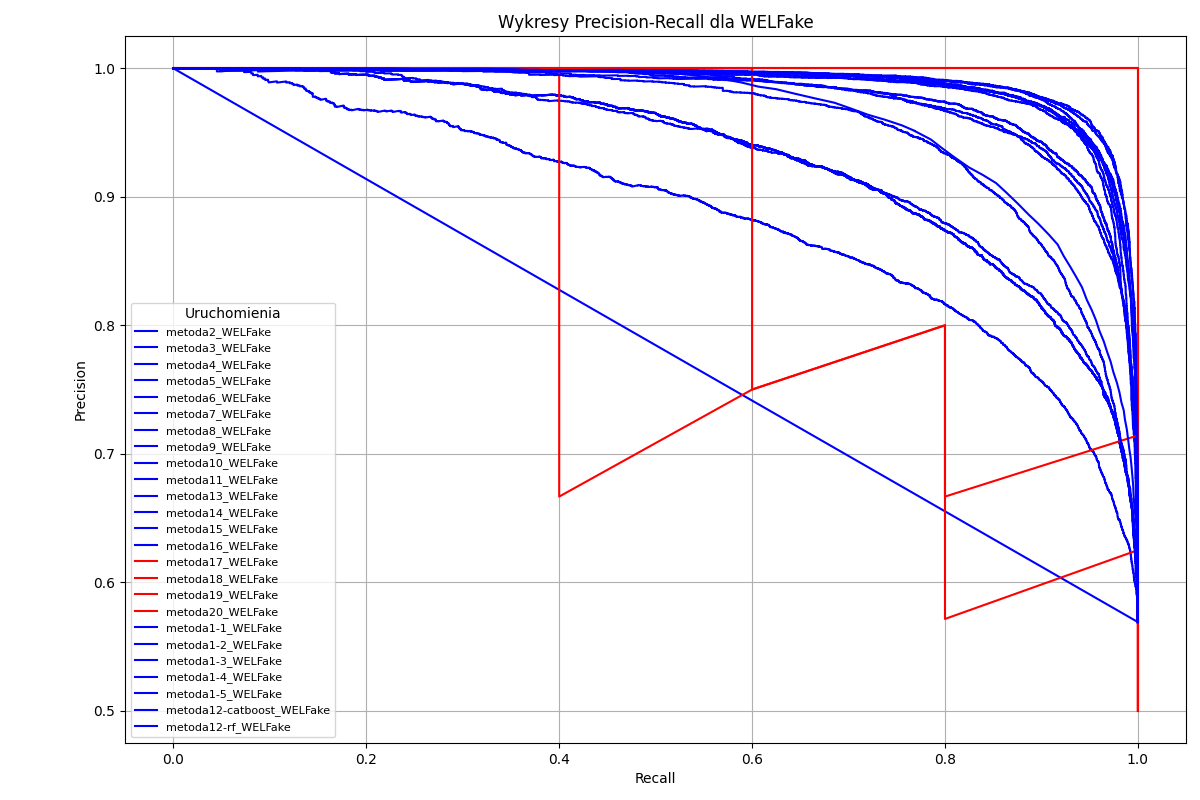 Wykresy Precision-Recall dla WELFake
1.0
0.9
0.8
0.7
0.6
0.5
Precision
Uruchomienia
metoda2_WELFake
metoda3_WELFake
metoda4_WELFake
metoda5_WELFake
metoda6_WELFake
metoda7_WELFake
metoda8_WELFake
metoda9_WELFake
metoda10_WELFake
metoda11_WELFake
metoda13_WELFake
metoda14_WELFake
metoda15_WELFake
metoda16_WELFake
metoda17_WELFake
metoda18_WELFake
metoda19_WELFake
metoda20_WELFake
metoda1-1_WELFake
metoda1-2_WELFake
metoda1-3_WELFake
metoda1-4_WELFake
metoda1-5_WELFake
metoda12-catboost_WELFake
metoda12-rf_WELFake
0.0 0.2 0.4 0.6 0.8 1.0
Recall